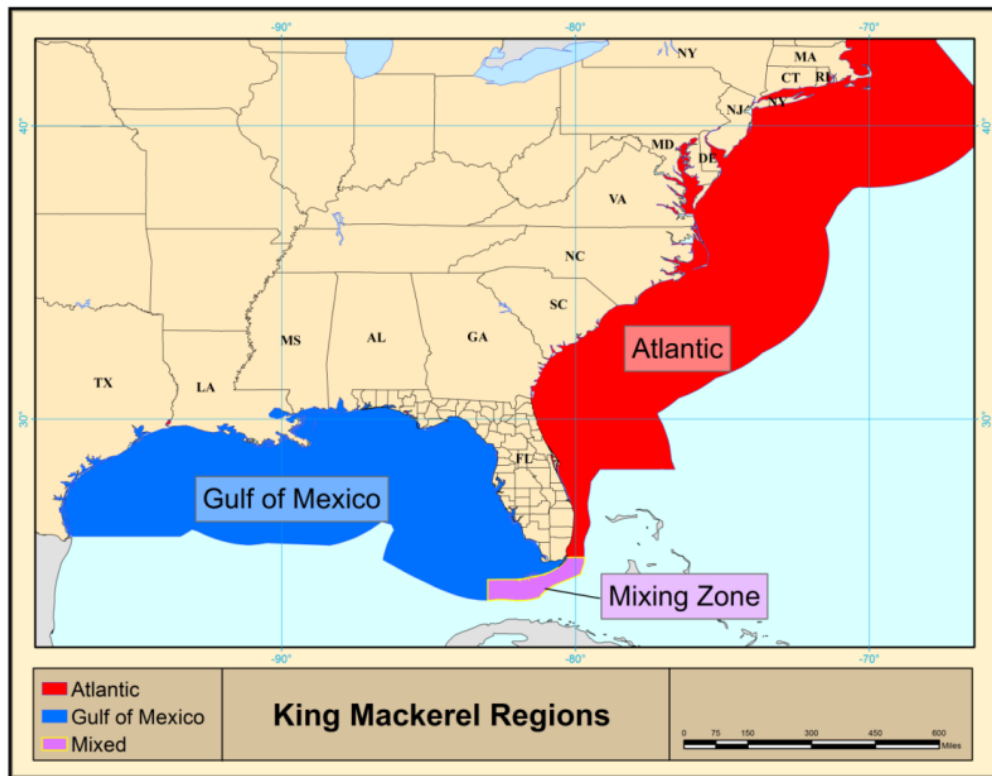 -90°
-80°
-70°
NY
MA
CT
RI
NJ
NY
40°
40°
MD
DE
VA
NC
SC
MS
AL
GA
Atlantic
TX
LA
30°
30°
FL
Gulf of Mexico
Mixing Zone
-90°
-80°
-70°
Atlantic
Gulf of Mexico
Mixed
King Mackerel Regions
0 75 150 300 450 600
Miles